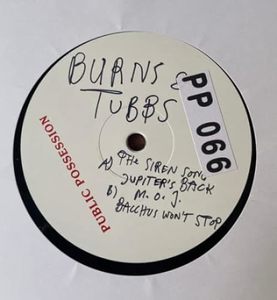 BURNS &
TUBBS
PP 066
PUBLIC POSSESSION
A) THE SIREN SONG
JUPITER'S BACK
B) M.O.J.
BACCHUS WON'T STOP